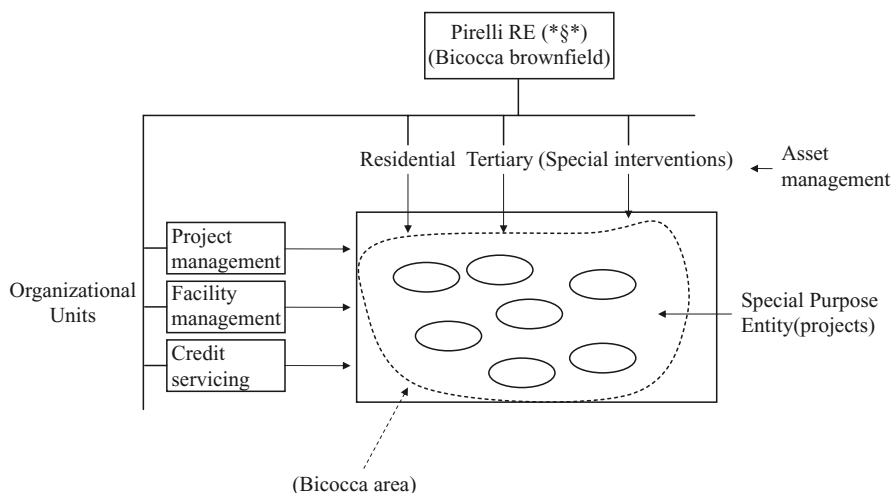 Pirelli RE (*§*)
(Bicocca brownfield)
Residential Tertiary (Special interventions)
Asset
management
Project
management
Organizational
Units
Facility
management
Special Purpose
Entity(projects)
Credit
servicing
(Bicocca area)